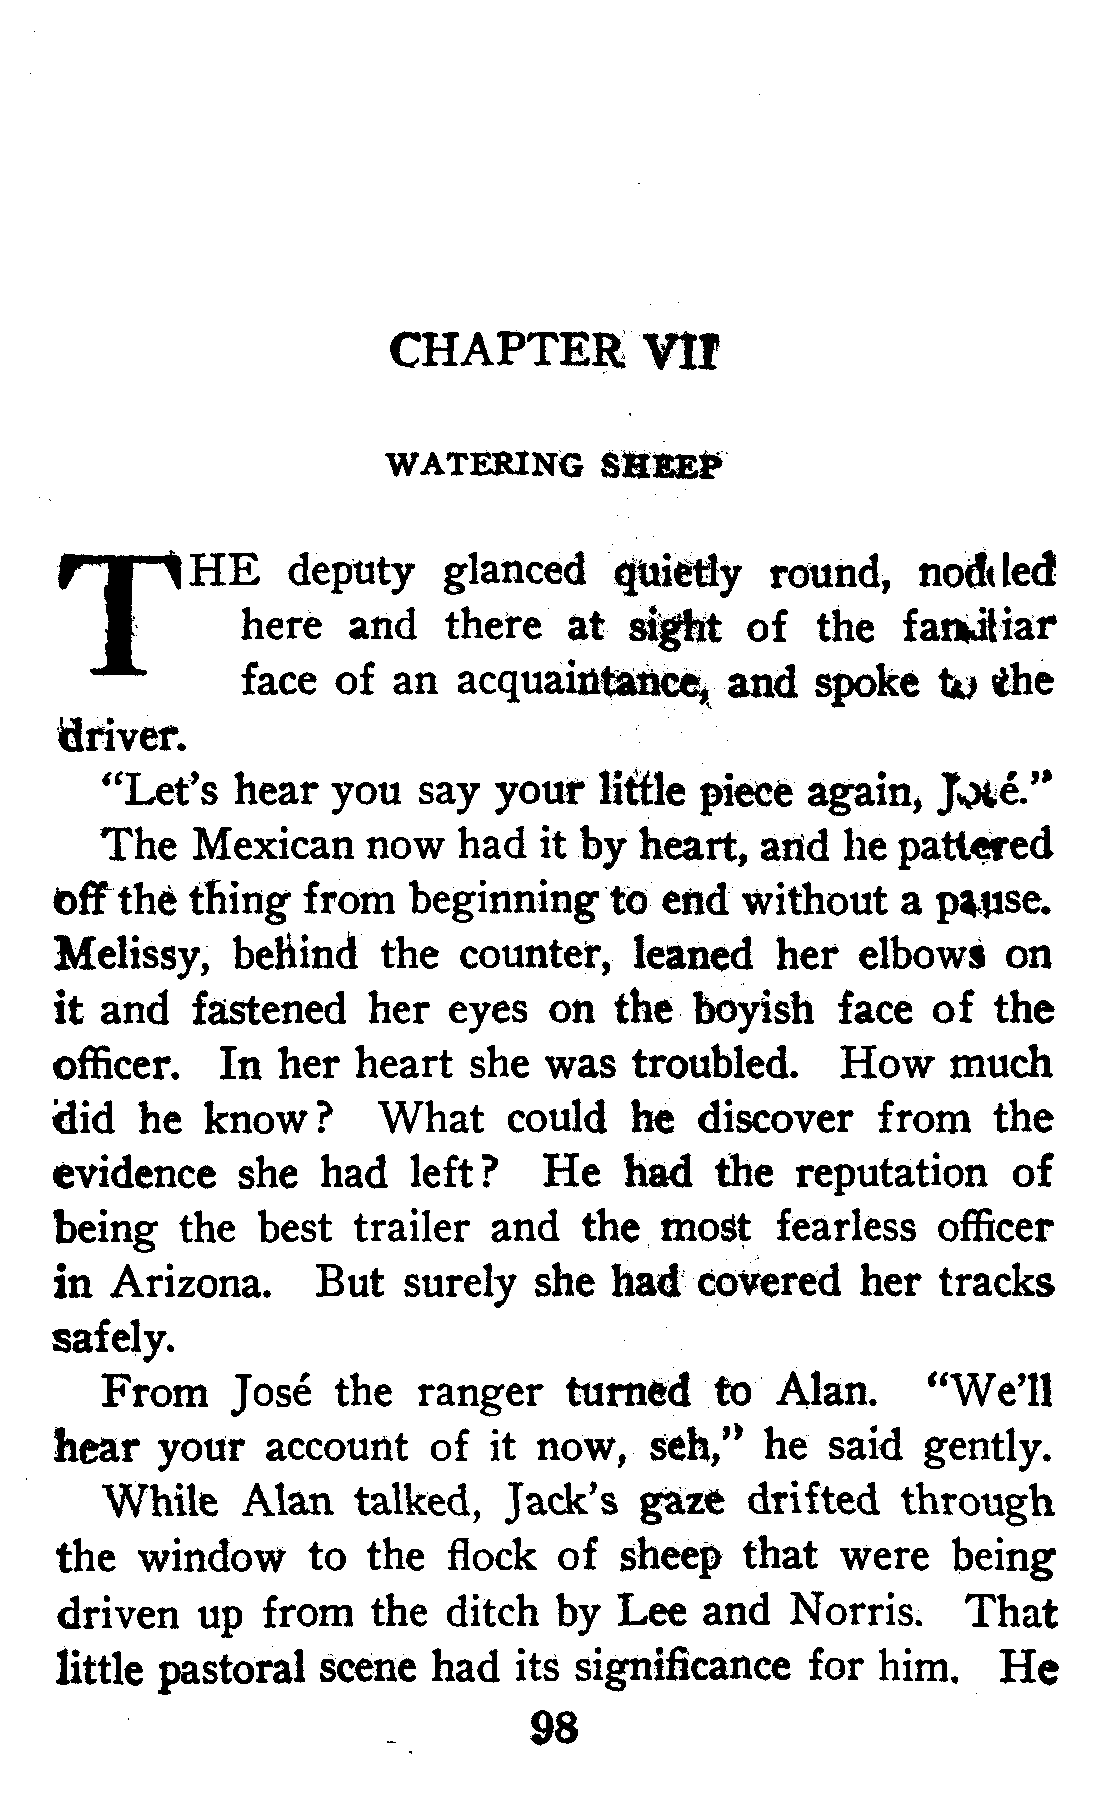 CHAPTER VII
WATERING SHEEP
THE deputy glanced quietly round, nodded
here and there at sight of the familiar
face of an acquaintance, and spoke to the
driver.
“Let’s hear you say your little piece again, José.”
The Mexican now had it by heart, and he pattered
off the thing from beginning to end without a pause.
Melissy, behind the counter, leaned her elbows on
it and fastened her eyes on the boyish face of the
officer. In her heart she was troubled. How much
did he know? What could he discover from the
evidence she had left? He had the reputation of
being the best trailer and the most fearless officer
in Arizona. But surely she had covered her tracks
safely.
From José the ranger turned to Alan. “We’ll
hear your account of it now, seh,” he said gently.
While Alan talked, Jack’s gaze drifted through
the window to the flock of sheep that were being
driven up from the ditch by Lee and Norris. That
little pastoral scene had its significance for him. He
98